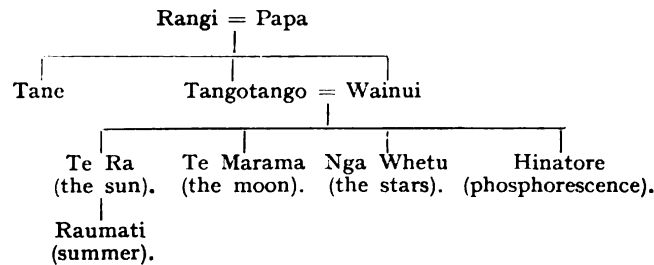 Rangi = Papa
Tane Tangotango = Wainui
Te Ra Te Marama Nga Whetu Hinatore
(the sun). (the moon). (the stars). (phosphorescence).
Raumati
(summer).